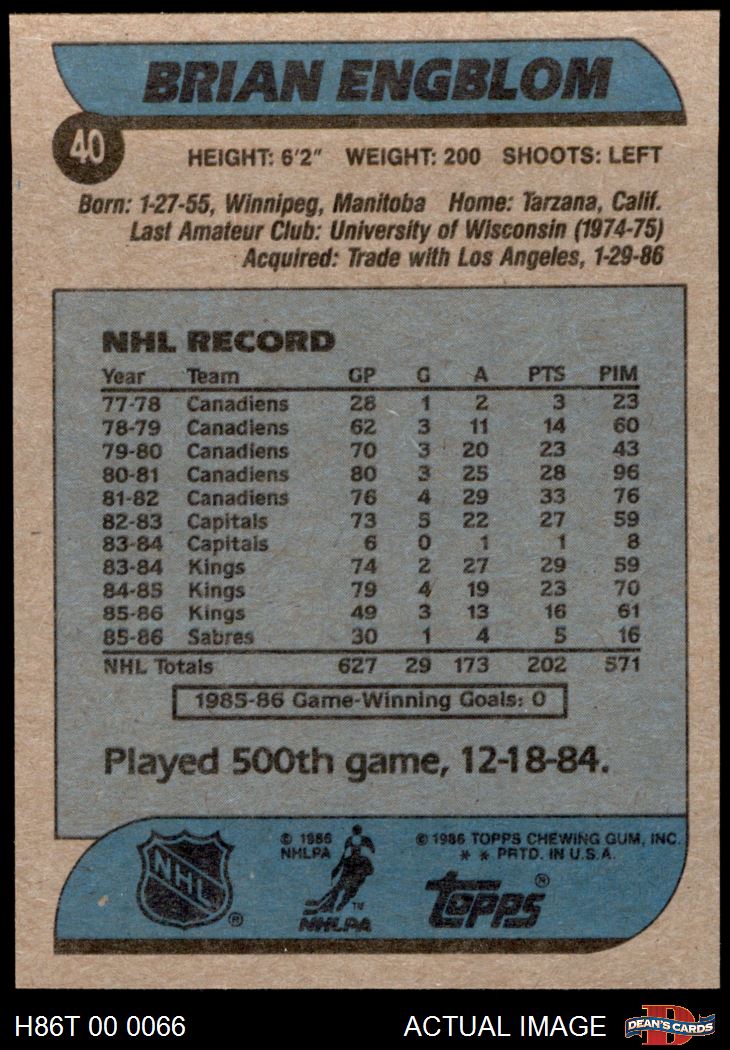 BRIAN ENGBLOM
40
HEIGHT: 6'2" WEIGHT: 200 SHOOTS: LEFT
Born: 1-27-55, Winnipeg, Manitoba Home: Tarzana, Calif.
Last Amateur Club: University of Wisconsin (1974-75)
Acquired: Trade with Los Angeles, 1-29-86
NHL RECORD
Year Team GP G A PTS PIM
77-78 Canadiens 28 1 2 3 23
78-79 Canadiens 62 3 11 14 60
79-80 Canadiens 70 3 20 23 43
80-81 Canadiens 80 3 25 28 96
81-82 Canadiens 76 4 29 33 76
82-83 Capitals 73 5 22 27 59
83-84 Capitals 6 0 1 1 8
83-84 Kings 74 2 27 29 59
84-85 Kings 79 4 19 23 70
85-86 Kings 49 3 13 16 61
85-86 Sabres 30 1 4 5 16
NHL Totals 627 29 173 202 571
1985-86 Game-Winning Goals: 0
Played 500th game, 12-18-84.
NHL ®
© 1986
NHLPA
TM
NHLPA
© 1986 TOPPS CHEWING GUM, INC.
* * PRTD. IN U.S.A.
TOPPS ®
H86T 00 0066
ACTUAL IMAGE
D
DEAN'S CARDS